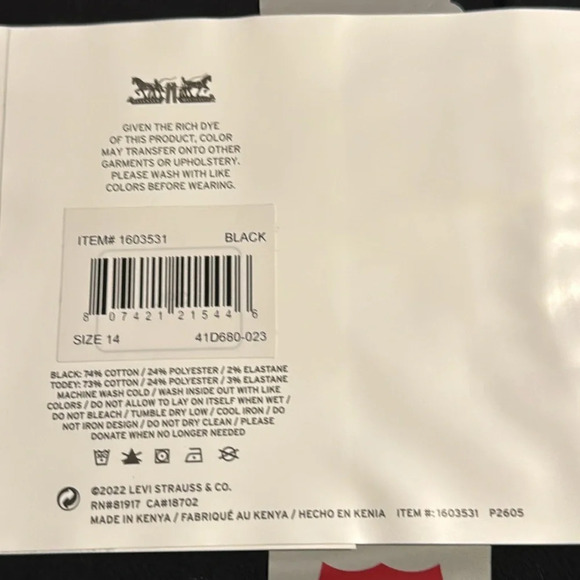 GIVEN THE RICH DYE
OF THIS PRODUCT, COLOR
MAY TRANSFER ONTO OTHER
GARMENTS OR UPHOLSTERY.
PLEASE WASH WITH LIKE
COLORS BEFORE WEARING.
ITEM# 1603531 BLACK
8 07421 21544 6
SIZE 14 41D680-023
BLACK: 74% COTTON / 24% POLYESTER / 2% ELASTANE
TODEY: 73% COTTON / 24% POLYESTER / 3% ELASTANE
MACHINE WASH COLD / WASH INSIDE OUT WITH LIKE
COLORS / DO NOT ALLOW TO LAY ON ITSELF WHEN WET /
DO NOT BLEACH / TUMBLE DRY LOW / COOL IRON / DO
NOT IRON DESIGN / DO NOT DRY CLEAN / PLEASE
DONATE WHEN NO LONGER NEEDED
©2022 LEVI STRAUSS & CO.
RN#81917 CA#18702
MADE IN KENYA / FABRIQUÉ AU KENYA / HECHO EN KENIA ITEM #: 1603531 P2605